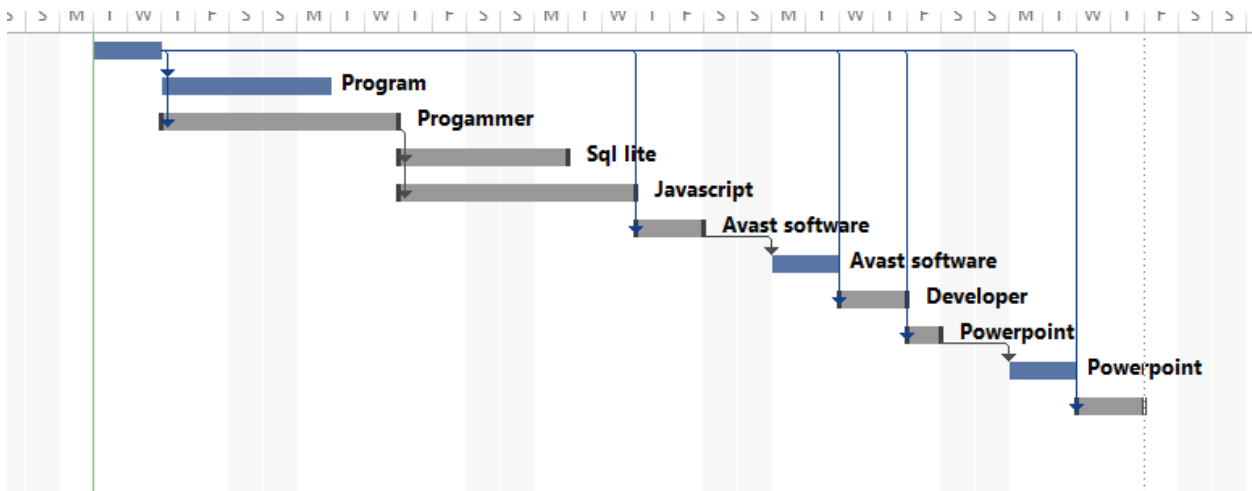 S S M T W T F S S M T W T F S S M T W T F S S M T W T F S S M T W T F S S
Program
Progammer
Sql lite
Javascript
Avast software
Avast software
Developer
Powerpoint
Powerpoint